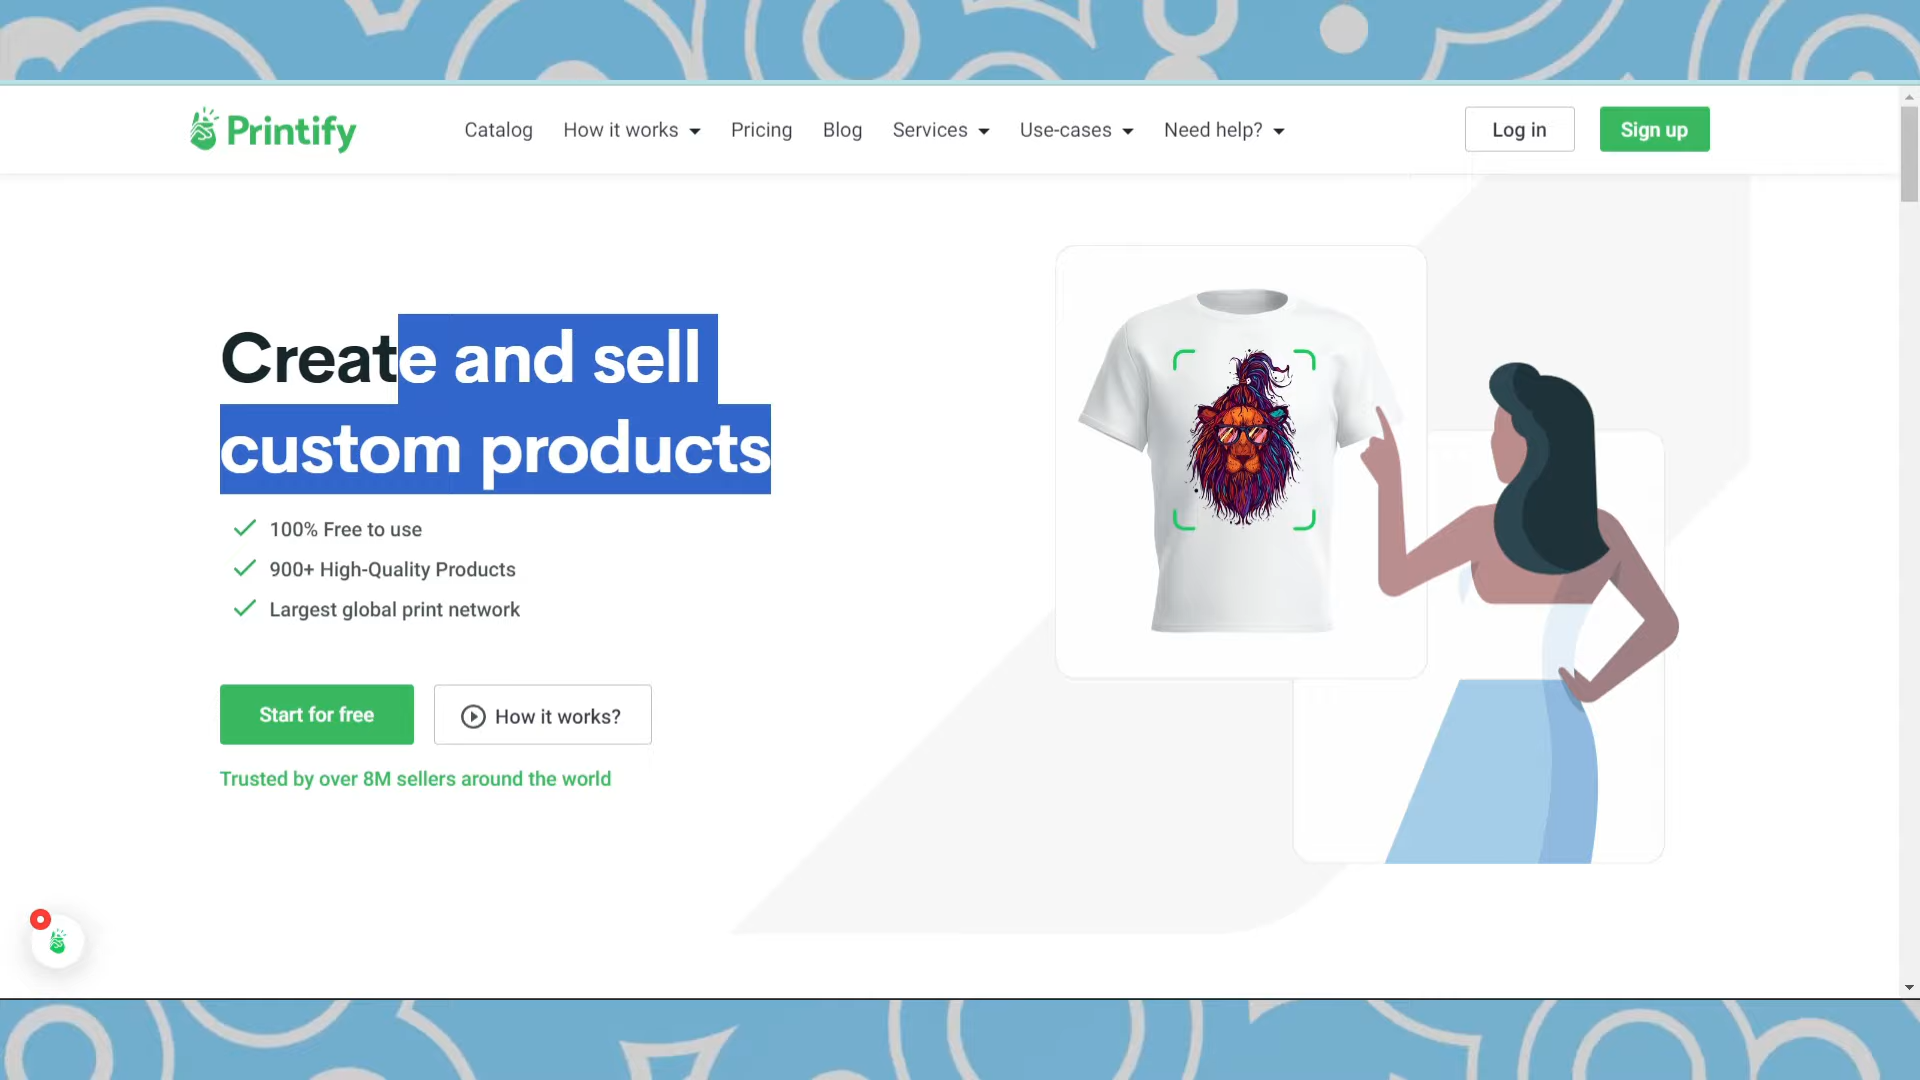 Printify
Catalog
How it works
Pricing
Blog
Services
Use-cases
Need help?
Log in
Sign up
Create and sell
custom products
100% Free to use
900+ High-Quality Products
Largest global print network
Start for free
How it works?
Trusted by over 8M sellers around the world